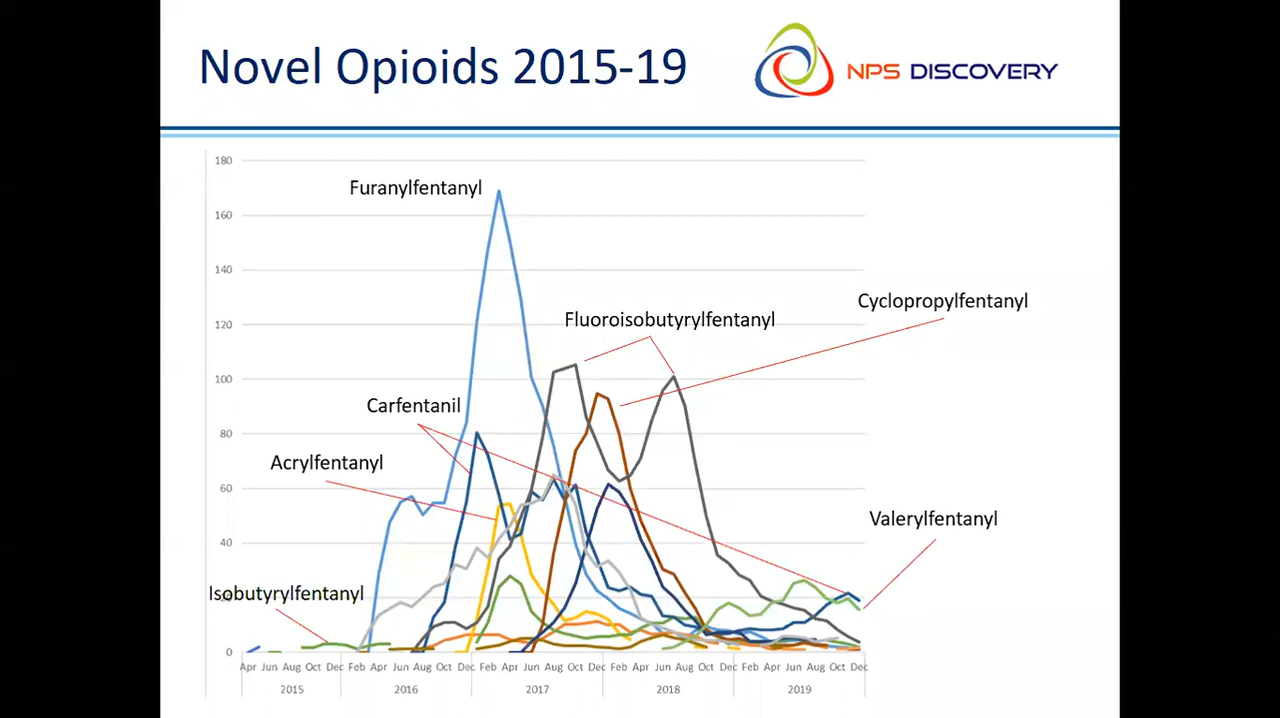 Novel Opioids 2015-19
NPS DISCOVERY
180
Furanylfentanyl
160
140
Cyclopropylfentanyl
120
Fluoroisobutyrylfentanyl
100
Carfentanil
80
Acrylfentanyl
60
Valerylfentanyl
40
Isobutyrylfentanyl
0
Apr Jun Aug Oct Dec Feb Apr Jun Aug Oct Dec Feb Apr Jun Aug Oct Dec Feb Apr Jun Aug Oct Dec Feb Apr Jun Aug Oct Dec
2015 2016 2017 2018 2019